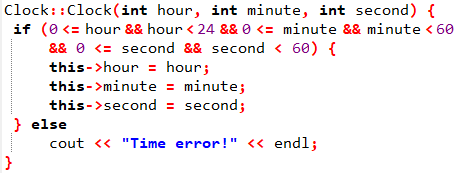 Clock::Clock(int hour, int minute, int second) {
if (0 <= hour && hour < 24 && 0 <= minute && minute < 60
&& 0 <= second && second < 60) {
this->hour = hour;
this->minute = minute;
this->second = second;
} else
cout << "Time error!" << endl;
}